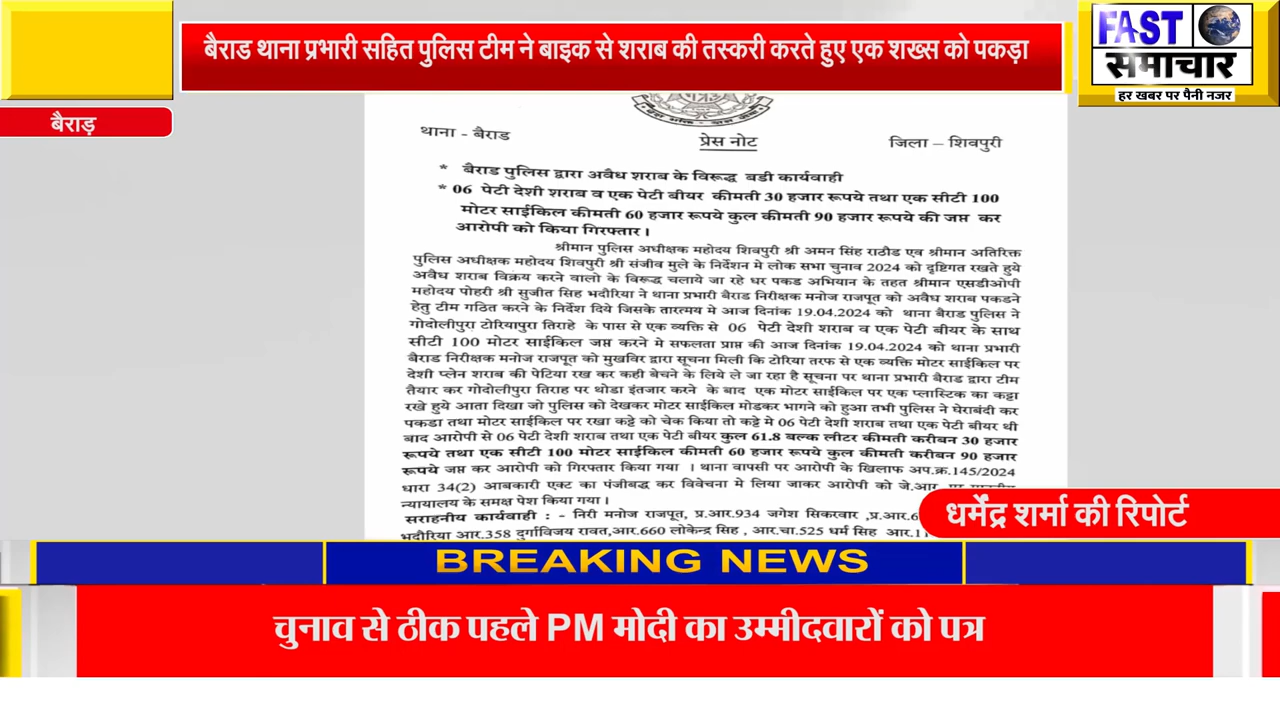 बैराड थाना प्रभारी सहित पुलिस टीम ने बाइक से शराब की तस्करी करते हुए एक शख्स को पकड़ा
FAST
समाचार
हर खबर पर पैनी नजर
बैराड़
थाना - बैराड
प्रेस नोट
जिला – शिवपुरी
* बैराड पुलिस द्वारा अवैध शराब के विरूद्ध बडी कार्यवाही
* 06 पेटी देशी शराब व एक पेटी बीयर कीमती 30 हजार रूपये तथा एक सीटी 100
मोटर साईकिल कीमती 60 हजार रूपये कुल कीमती 90 हजार रूपये की जप्त कर
आरोपी को किया गिरफ्तार।
श्रीमान पुलिस अधीक्षक महोदय शिवपुरी श्री अमन सिंह राठौड एव श्रीमान अतिरिक्त
पुलिस अधीक्षक महोदय शिवपुरी श्री संजीव मुले के निर्देशन मे लोक सभा चुनाव 2024 को दृष्टिगत रखते हुये
अवैध शराब विक्रय करने वालो के विरूद्ध चलाये जा रहे धर पकड अभियान के तहत श्रीमान एसडीओपी
महोदय पोहरी श्री सुजीत सिह भदौरिया ने थाना प्रभारी बैराड निरीक्षक मनोज राजपूत को अवैध शराब पकडने
हेतु टीम गठित करने के निर्देश दिये जिसके तारतम्य मे आज दिनांक 19.04.2024 को थाना बैराड पुलिस ने
गोदोलीपुरा टोरियापुरा तिराहे के पास से एक व्यक्ति से 06 पेटी देशी शराब व एक पेटी बीयर के साथ
सीटी 100 मोटर साईकिल जप्त करने मे सफलता प्राप्त की आज दिनांक 19.04.2024 को थाना प्रभारी
बैराड निरीक्षक मनोज राजपूत को मुखविर द्वारा सूचना मिली कि टोरिया तरफ से एक व्यक्ति मोटर साईकिल पर
देशी प्लेन शराब की पेटिया रख कर कही बेचने के लिये ले जा रहा है सूचना पर थाना प्रभारी बैराड द्वारा टीम
तैयार कर गोदोलीपुरा तिराह पर थोडा इंतजार करने के बाद एक मोटर साईकिल पर एक प्लास्टिक का कट्टा
रखे हुये आता दिखा जो पुलिस को देखकर मोटर साईकिल मोडकर भागने को हुआ तभी पुलिस ने घेराबंदी कर
पकडा तथा मोटर साईकिल पर रखा कट्टे को चेक किया तो कट्टे मे 06 पेटी देशी शराब तथा एक पेटी बीयर थी
बाद आरोपी से 06 पेटी देशी शराब तथा एक पेटी बीयर कुल 61.8 बल्क लीटर कीमती करीबन 30 हजार
रूपये तथा एक सीटी 100 मोटर साईकिल कीमती 60 हजार रूपये कुल कीमती करीबन 90 हजार
रूपये जप्त कर आरोपी को गिरफ्तार किया गया । थाना वापसी पर आरोपी के खिलाफ अप.क्र.145/2024
धारा 34(2) आबकारी एक्ट का पंजीबद्ध कर विवेचना मे लिया जाकर आरोपी को जे.आर.
न्यायालय के समक्ष पेश किया गया।
सराहनीय कार्यवाही : - निरी मनोज राजपूत, प्र.आर.934 जगेश सिकरवार ,प्र.आर.
भदौरिया आर.358 दुर्गाविजय रावत,आर.660 लोकेन्द्र सिह , आर.चा.525 धर्म सिह
धर्मेंद्र शर्मा की रिपोर्ट
BREAKING NEWS
चुनाव से ठीक पहले PM मोदी का उम्मीदवारों को पत्र